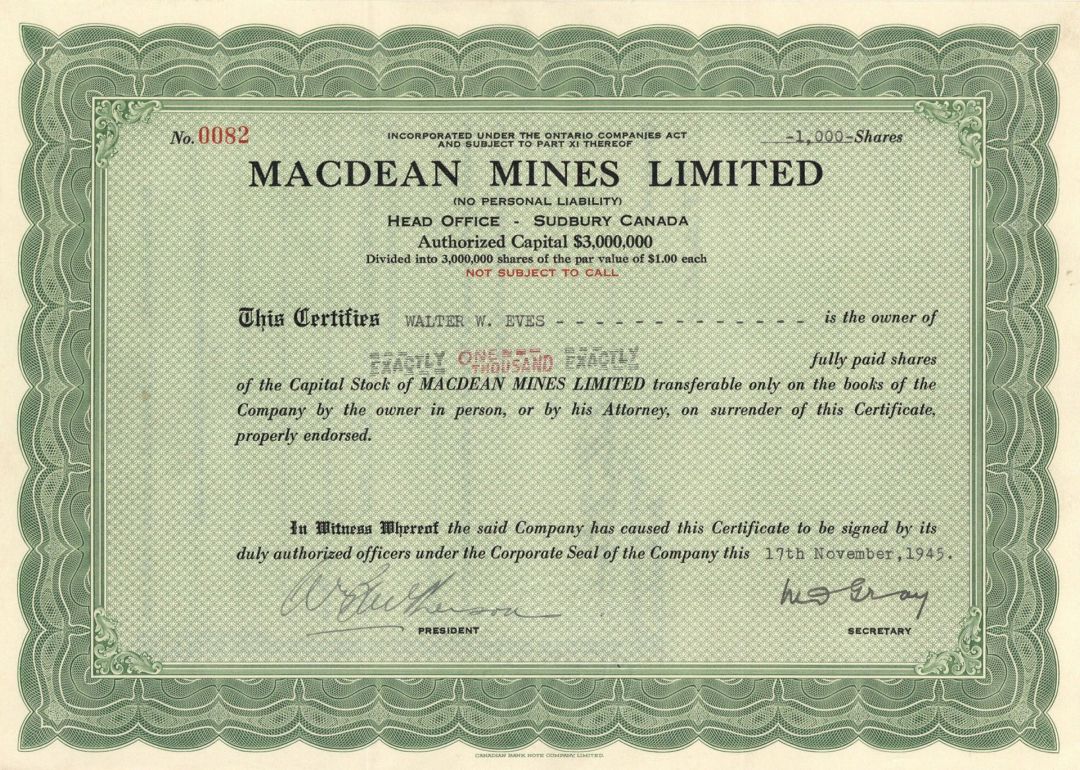 No. 0082
INCORPORATED UNDER THE ONTARIO COMPANIES ACT
AND SUBJECT TO PART XI THEREOF
-1,000-Shares
MACDEAN MINES LIMITED
(NO PERSONAL LIABILITY)
HEAD OFFICE - SUDBURY CANADA
Authorized Capital $3,000,000
Divided into 3,000,000 shares of the par value of $1.00 each
NOT SUBJECT TO CALL
This Certifies WALTER W. EVES - - - - - - - - - - - - - is the owner of
EXACTLY ONE THOUSAND EXACTLY fully paid shares
of the Capital Stock of MACDEAN MINES LIMITED transferable only on the books of the
Company by the owner in person, or by his Attorney, on surrender of this Certificate,
properly endorsed.
In Witness Whereof the said Company has caused this Certificate to be signed by its
duly authorized officers under the Corporate Seal of the Company this 17th November,1945.
Gray
PRESIDENT
SECRETARY
CANADIAN BANK NOTE COMPANY, LIMITED.